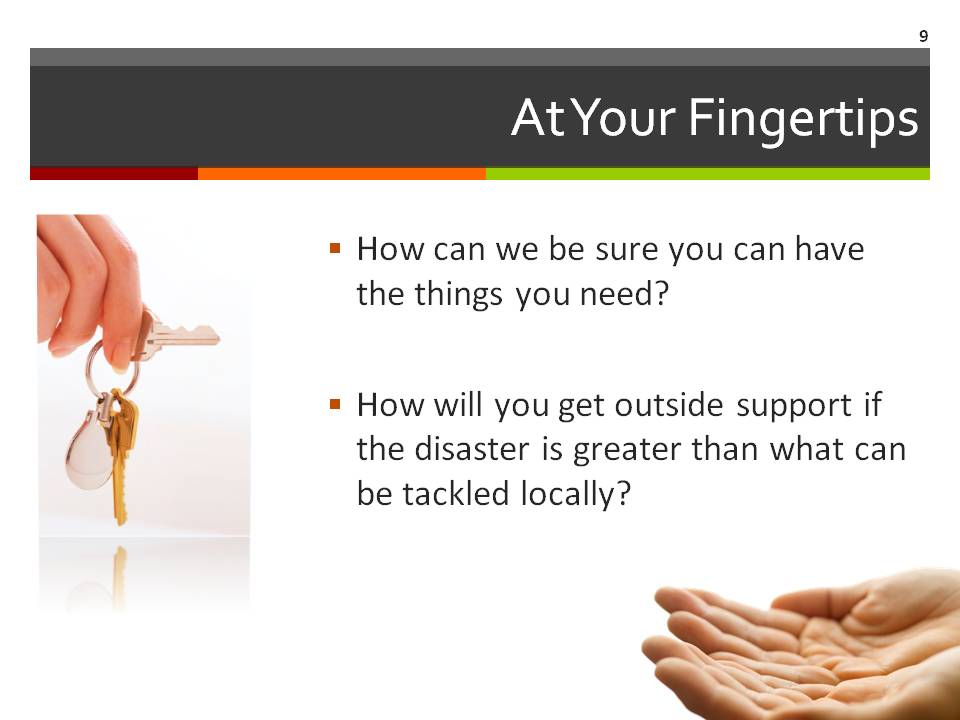 9
At Your Fingertips
How can we be sure you can have
the things you need?
How will you get outside support if
the disaster is greater than what can
be tackled locally?